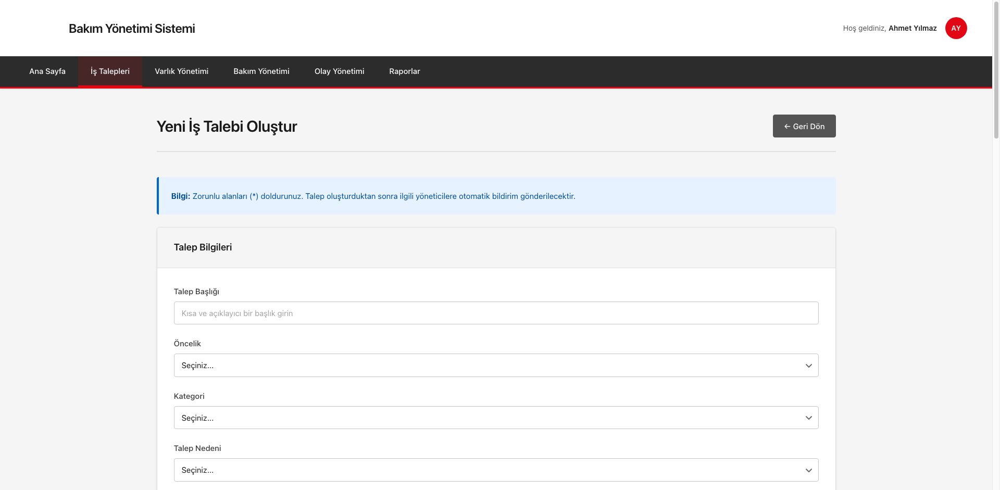 Bakım Yönetimi Sistemi
Hoş geldiniz, Ahmet Yılmaz
AY
Ana Sayfa
İş Talepleri
Varlık Yönetimi
Bakım Yönetimi
Olay Yönetimi
Raporlar
Yeni İş Talebi Oluştur
← Geri Dön
Bilgi: Zorunlu alanları (*) doldurunuz. Talep oluşturduktan sonra ilgili yöneticilere otomatik bildirim gönderilecektir.
Talep Bilgileri
Talep Başlığı
Kısa ve açıklayıcı bir başlık girin
Öncelik
Seçiniz...
Kategori
Seçiniz...
Talep Nedeni
Seçiniz...